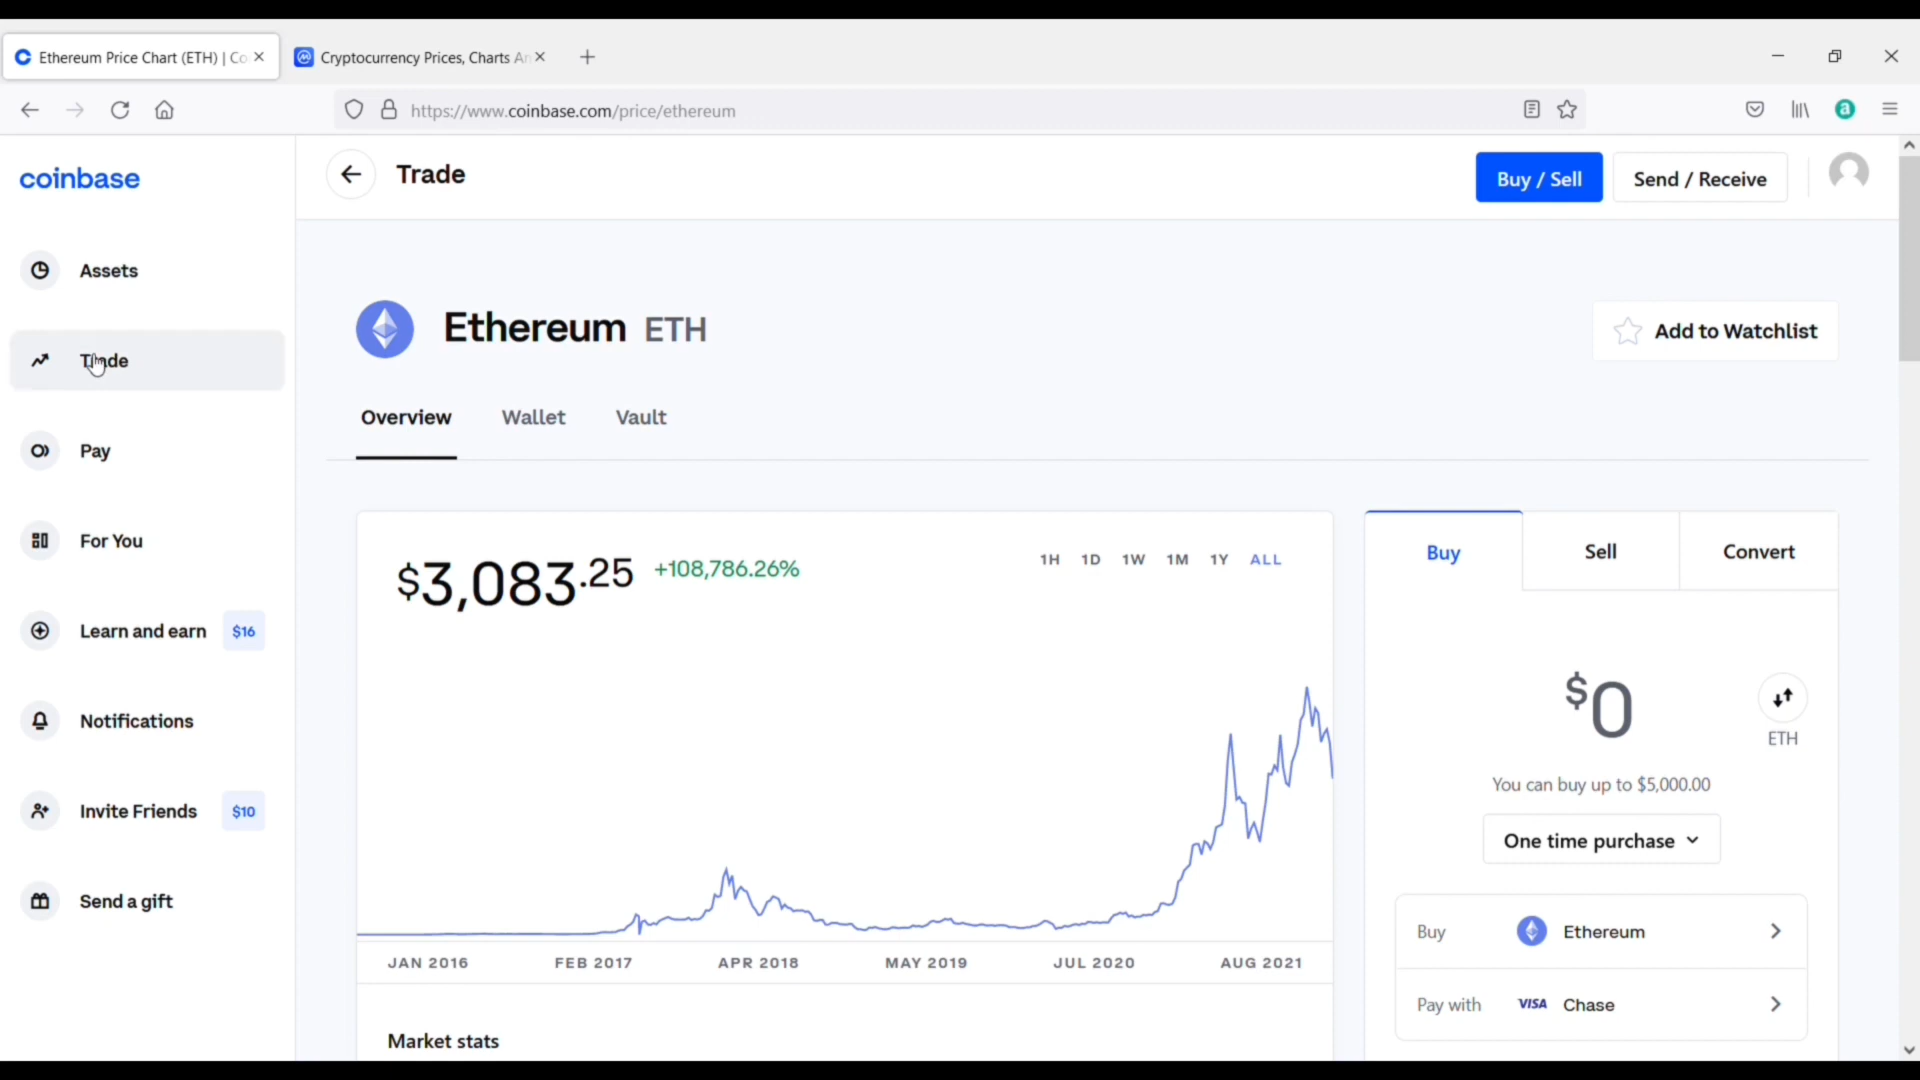 Ethereum Price Chart (ETH) | Co
Cryptocurrency Prices, Charts An
https://www.coinbase.com/price/ethereum
coinbase
Trade
Buy / Sell
Send / Receive
Assets
Trade
Pay
For You
Learn and earn $16
Notifications
Invite Friends $10
Send a gift
Ethereum ETH
Add to Watchlist
Overview Wallet Vault
$3,083.25 +108,786.26%
1H 1D 1W 1M 1Y ALL
JAN 2016 FEB 2017 APR 2018 MAY 2019 JUL 2020 AUG 2021
Market stats
Buy Sell Convert
$0
ETH
You can buy up to $5,000.00
One time purchase
Buy Ethereum
Pay with VISA Chase